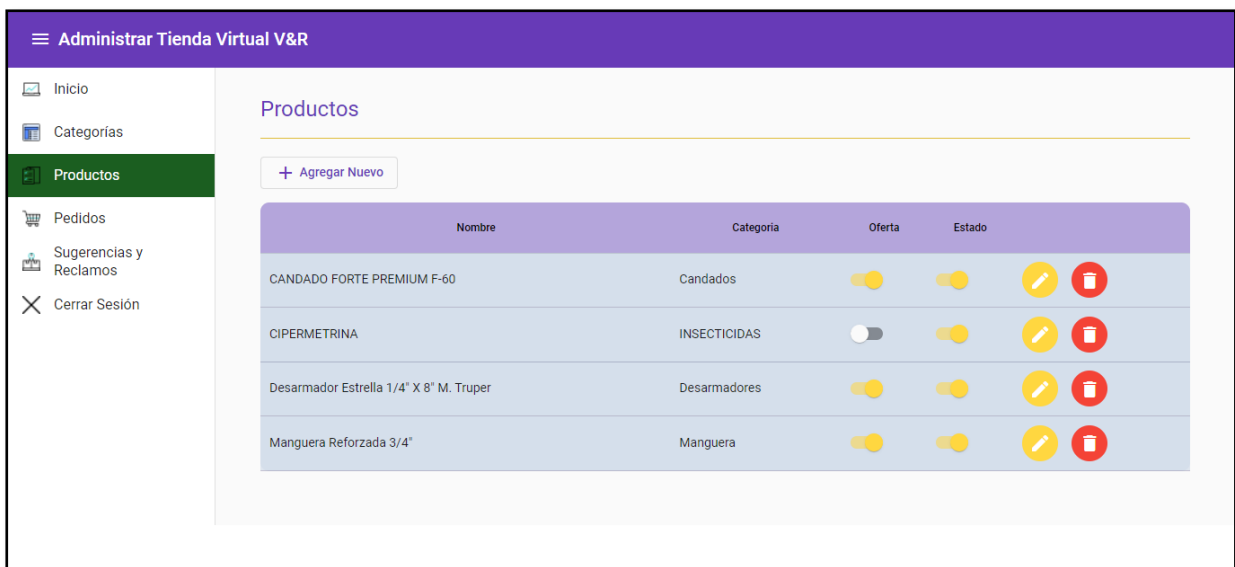 Administrar Tienda Virtual V&R
Inicio
Categorías
Productos
Pedidos
Sugerencias y
Reclamos
Cerrar Sesión
Productos
+ Agregar Nuevo
Nombre Categoria Oferta Estado
CANDADO FORTE PREMIUM F-60 Candados
CIPERMETRINA INSECTICIDAS
Desarmador Estrella 1/4" X 8" M. Truper Desarmadores
Manguera Reforzada 3/4" Manguera